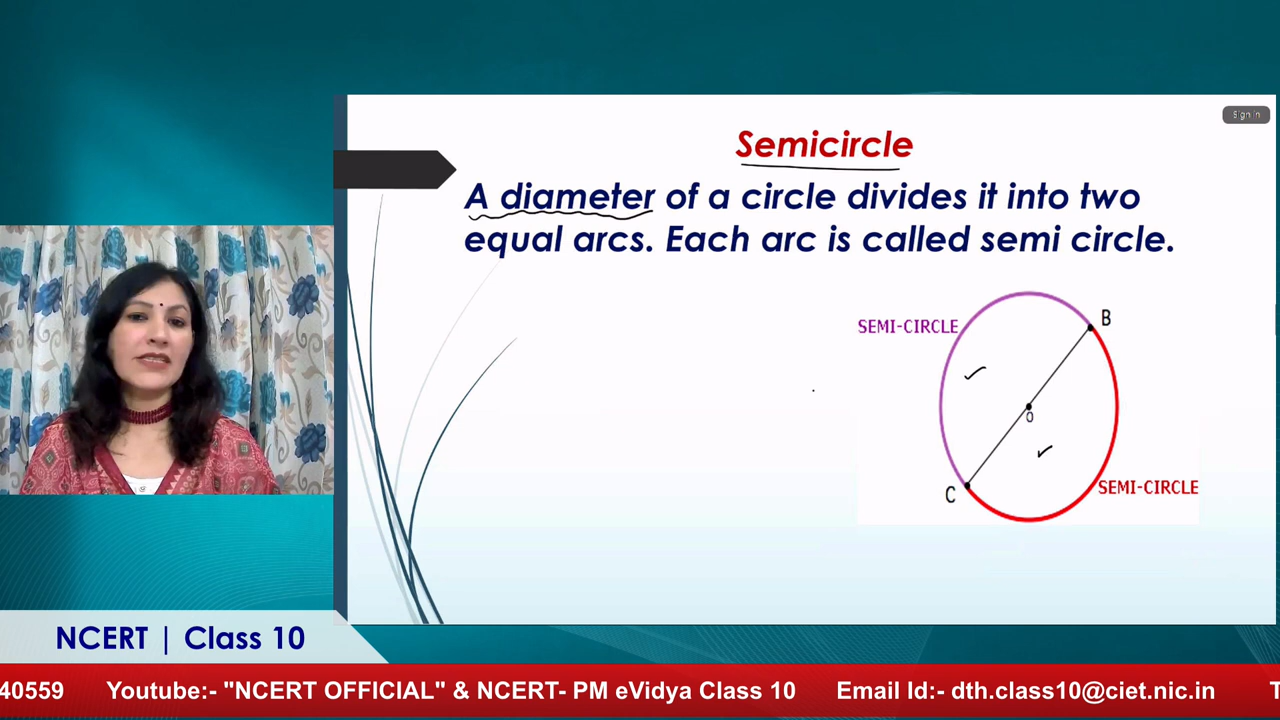 Sign in
Semicircle
A diameter of a circle divides it into two
equal arcs. Each arc is called semi circle.
SEMI-CIRCLE
B
O
C
SEMI-CIRCLE
NCERT | Class 10
40559 Youtube:- "NCERT OFFICIAL" & NCERT- PM eVidya Class 10 Email Id:- dth.class10@ciet.nic.in T